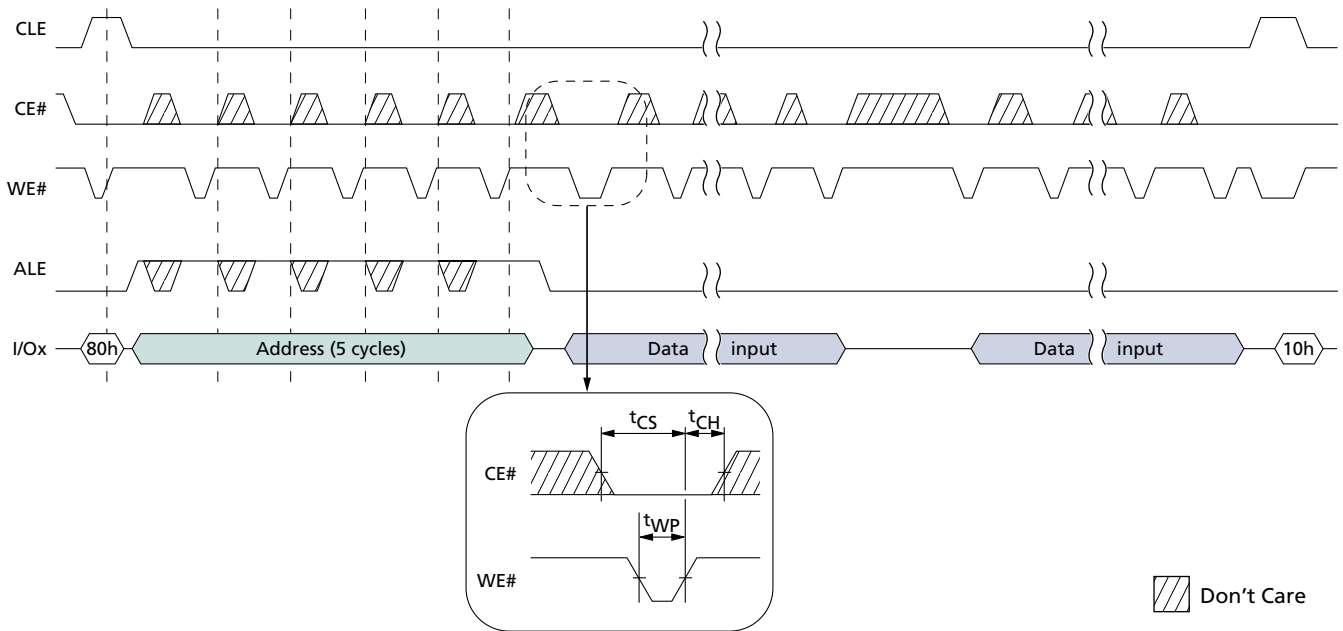 CLE
CE#
WE#
ALE
I/Ox
80h
Address (5 cycles)
Data input
Data input
10h
tCS
tCH
CE#
tWP
WE#
Don't Care